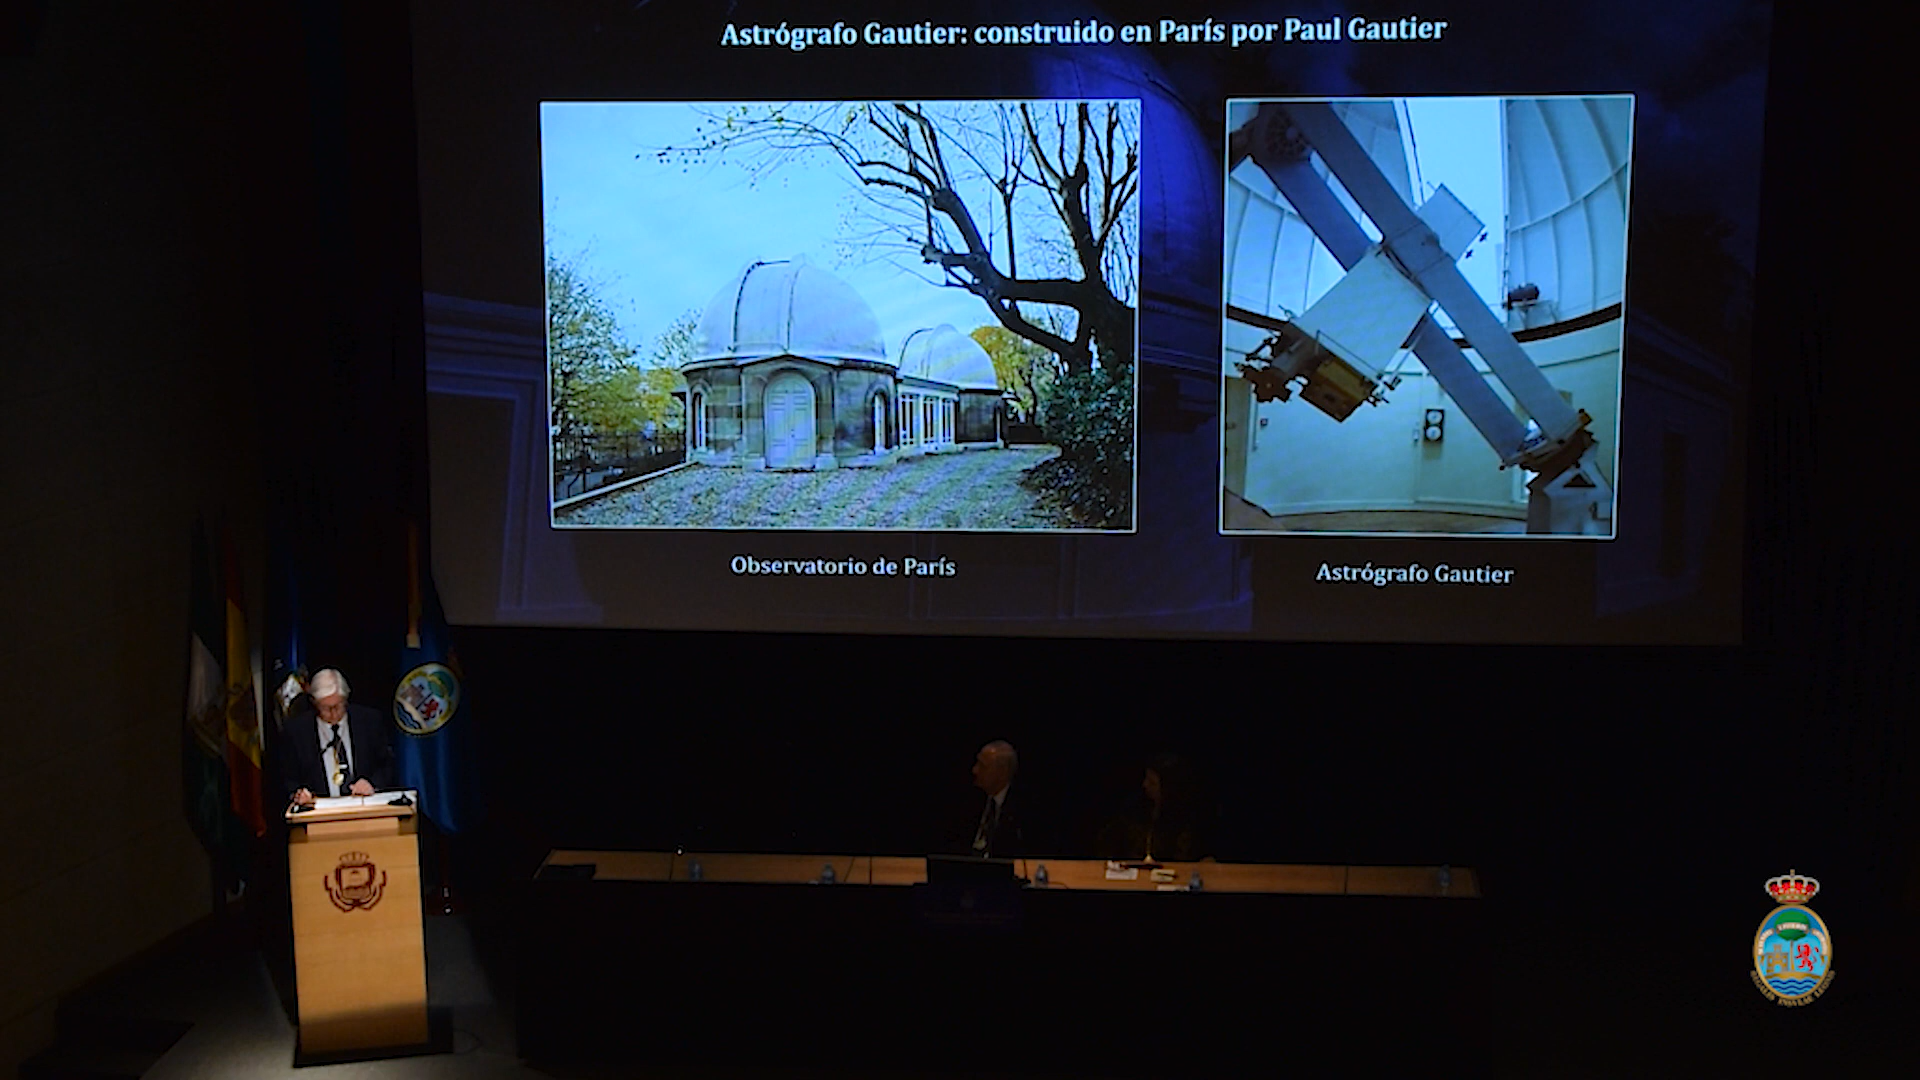 Astrógrafo Gautier: construido en París por Paul Gautier
Observatorio de París
Astrógrafo Gautier